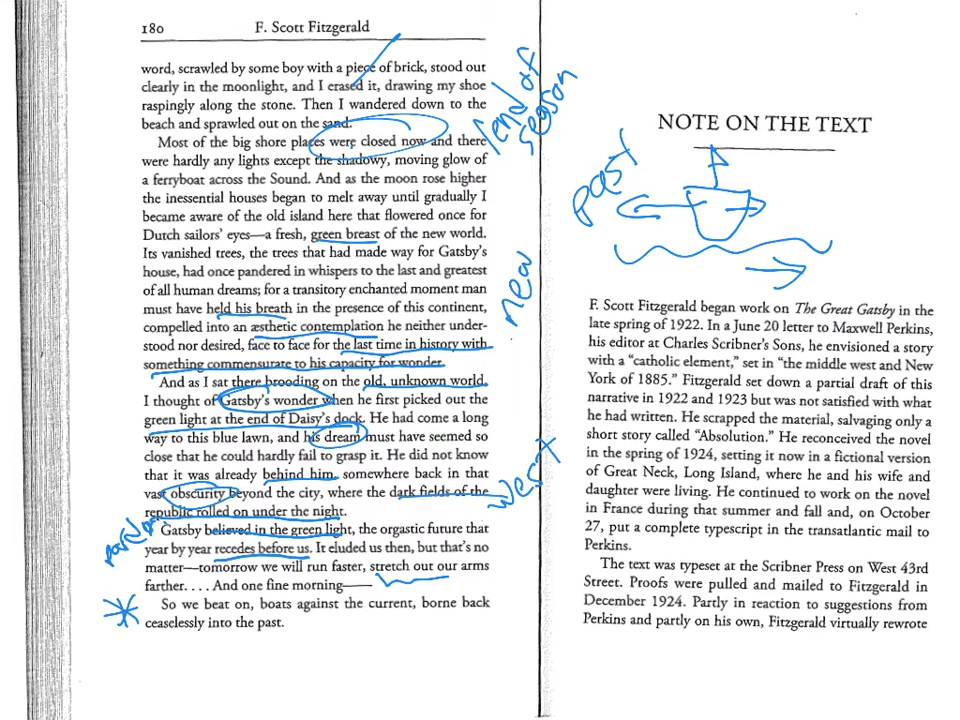 180 F. Scott Fitzgerald
word, scrawled by some boy with a piece of brick, stood out
clearly in the moonlight, and I erased it, drawing my shoe
raspingly along the stone. Then I wandered down to the
beach and sprawled out on the sand.
Most of the big shore places were closed now and there
were hardly any lights except the shadowy, moving glow of
a ferryboat across the Sound. And as the moon rose higher
the inessential houses began to melt away until gradually I
became aware of the old island here that flowered once for
Dutch sailors' eyes—a fresh, green breast of the new world.
Its vanished trees, the trees that had made way for Gatsby's
house, had once pandered in whispers to the last and greatest
of all human dreams; for a transitory enchanted moment man
must have held his breath in the presence of this continent,
compelled into an æsthetic contemplation he neither under-
stood nor desired, face to face for the last time in history with
something commensurate to his capacity for wonder.
And as I sat there brooding on the old, unknown world,
I thought of Gatsby's wonder when he first picked out the
green light at the end of Daisy's dock. He had come a long
way to this blue lawn, and his dream must have seemed so
close that he could hardly fail to grasp it. He did not know
that it was already behind him, somewhere back in that
vast obscurity beyond the city, where the dark fields of the
republic rolled on under the night.
Gatsby believed in the green light, the orgastic future that
year by year recedes before us. It eluded us then, but that's no
matter—tomorrow we will run faster, stretch out our arms
farther. . . . And one fine morning——
So we beat on, boats against the current, borne back
ceaselessly into the past.
end of
season
new
west
past
NOTE ON THE TEXT
F. Scott Fitzgerald began work on The Great Gatsby in the
late spring of 1922. In a June 20 letter to Maxwell Perkins,
his editor at Charles Scribner's Sons, he envisioned a story
with a "catholic element," set in "the middle west and New
York of 1885." Fitzgerald set down a partial draft of this
narrative in 1922 and 1923 but was not satisfied with what
he had written. He scrapped the material, salvaging only a
short story called "Absolution." He reconceived the novel
in the spring of 1924, setting it now in a fictional version
of Great Neck, Long Island, where he and his wife and
daughter were living. He continued to work on the novel
in France during that summer and fall and, on October
27, put a complete typescript in the transatlantic mail to
Perkins.
The text was typeset at the Scribner Press on West 43rd
Street. Proofs were pulled and mailed to Fitzgerald in
December 1924. Partly in reaction to suggestions from
Perkins and partly on his own, Fitzgerald virtually rewrote